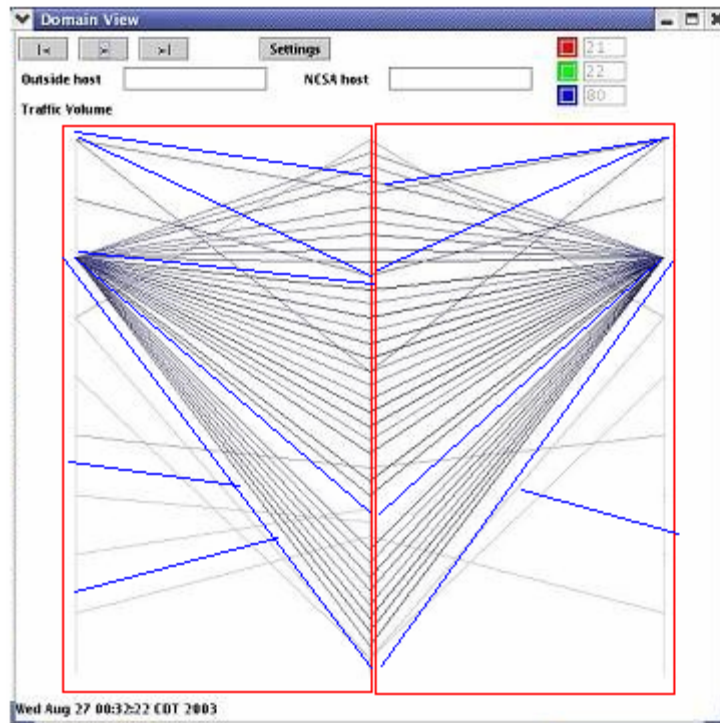 Domain View
|< > >| Settings
21
22
80
Outside host NCSA host
Traffic Volume
Wed Aug 27 00:32:22 CDT 2003